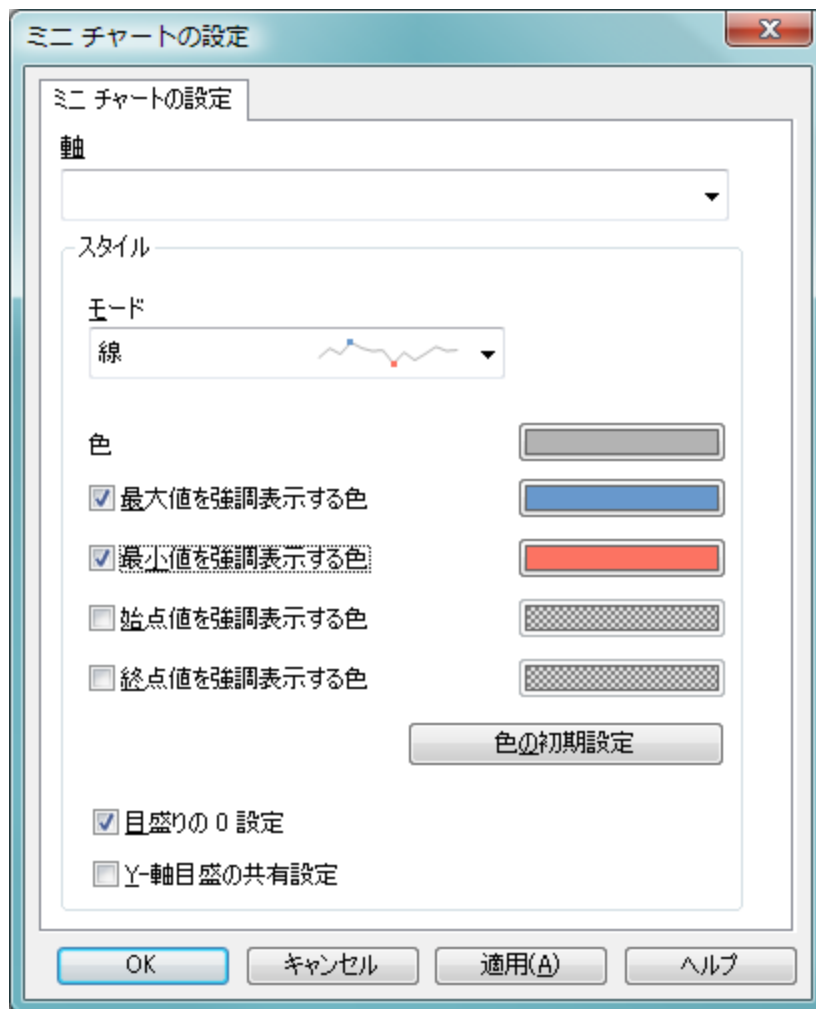 ミニ チャートの設定
ミニ チャートの設定
軸
スタイル
モード
線
色
最大値を強調表示する色
最小値を強調表示する色
始点値を強調表示する色
終点値を強調表示する色
色の初期設定
目盛りの 0 設定
Y-軸目盛の共有設定
OK キャンセル 適用(A) ヘルプ